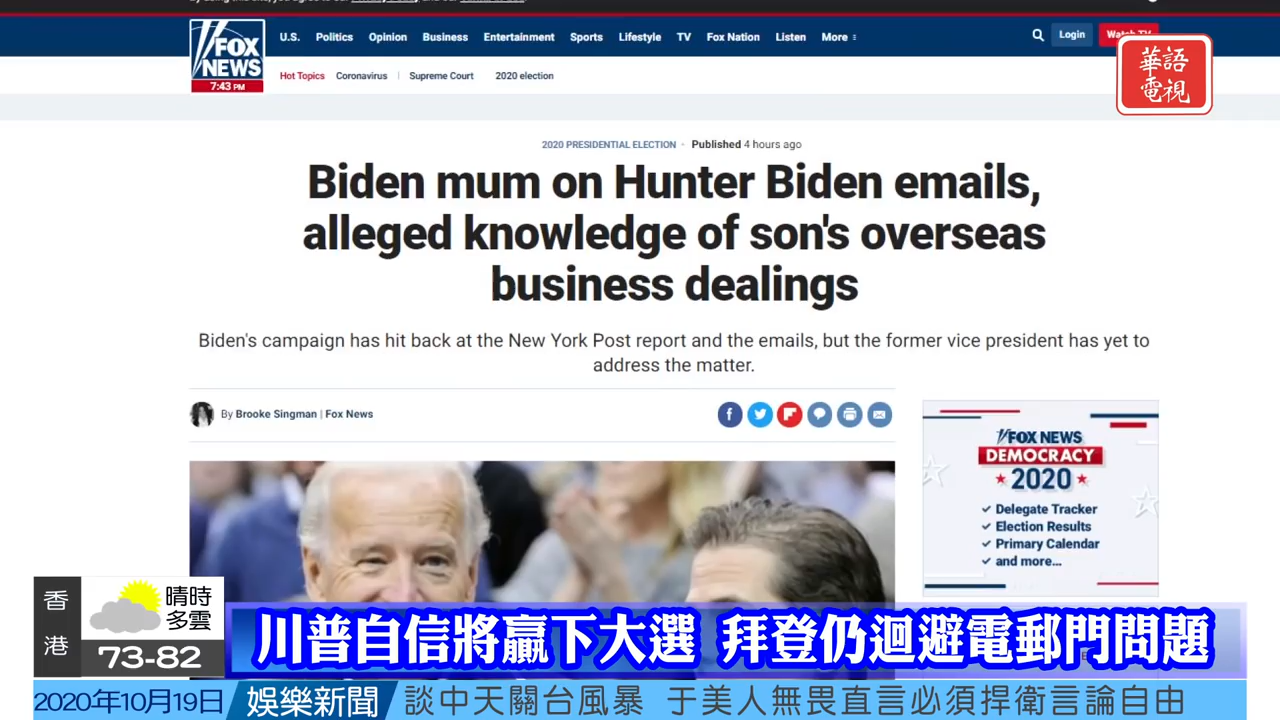 FOX
NEWS
7:43 PM
U.S. Politics Opinion Business Entertainment Sports Lifestyle TV Fox Nation Listen More
Login
Watch TV
Hot Topics Coronavirus Supreme Court 2020 election
華語
電視
2020 PRESIDENTIAL ELECTION · Published 4 hours ago
Biden mum on Hunter Biden emails,
alleged knowledge of son's overseas
business dealings
Biden's campaign has hit back at the New York Post report and the emails, but the former vice president has yet to
address the matter.
By Brooke Singman | Fox News
FOX NEWS
DEMOCRACY
2020
Delegate Tracker
Election Results
Primary Calendar
and more...
香港
晴時
多雲
73-82
川普自信將贏下大選 拜登仍迴避電郵門問題
2020年10月19日
娛樂新聞
談中天關台風暴 于美人無畏直言必須捍衛言論自由